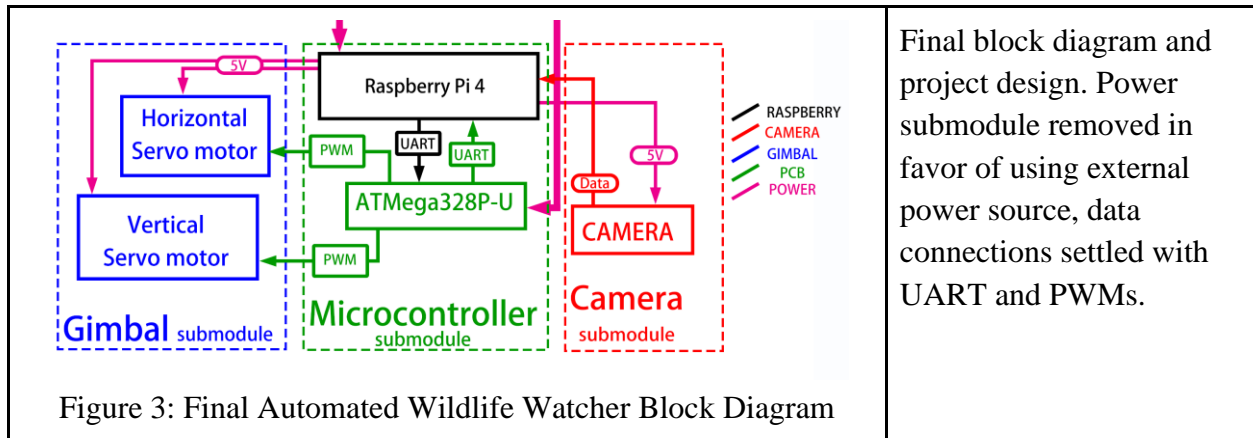 5V
Raspberry Pi 4
Horizontal
Servo motor
PWM
UART
UART
ATMega328P-U
Vertical
Servo motor
PWM
Gimbal submodule
Microcontroller
submodule
Data
5V
CAMERA
Camera
submodule
RASPBERRY
CAMERA
GIMBAL
PCB
POWER
Figure 3: Final Automated Wildlife Watcher Block Diagram
Final block diagram and
project design. Power
submodule removed in
favor of using external
power source, data
connections settled with
UART and PWMs.